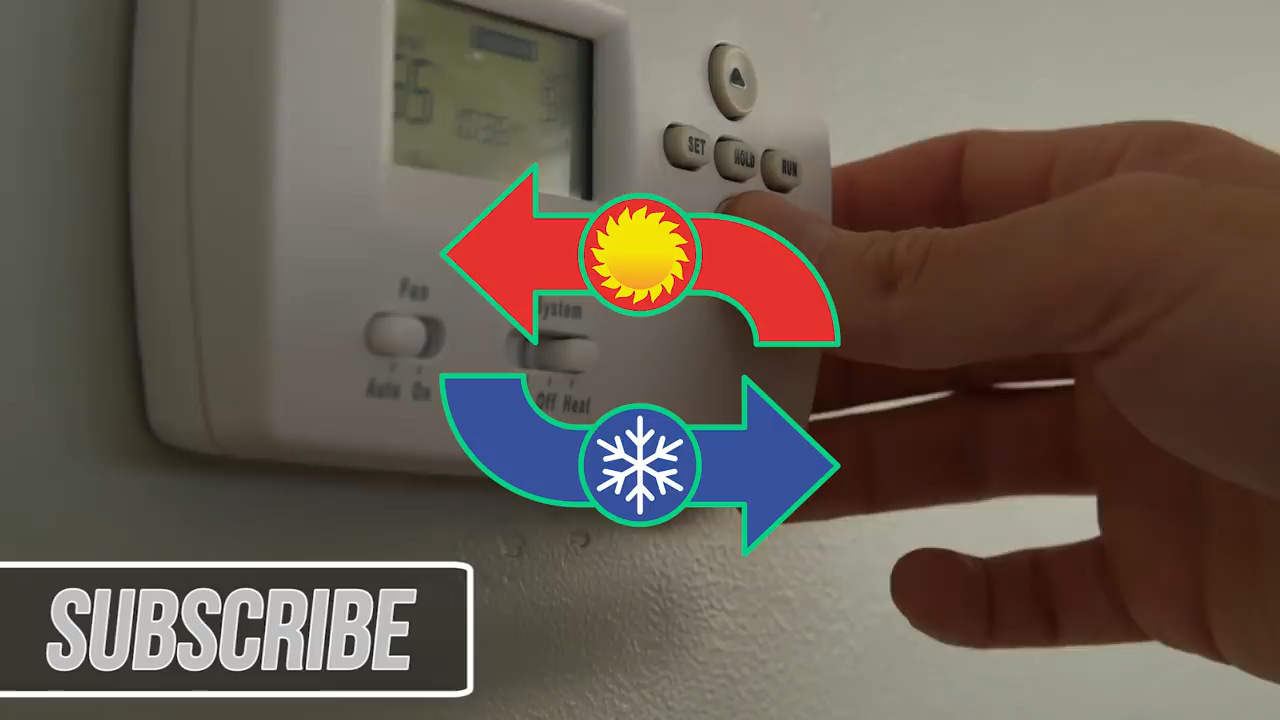 SET HOLD RUN
Fan
System
Auto On
Off Heat
SUBSCRIBE